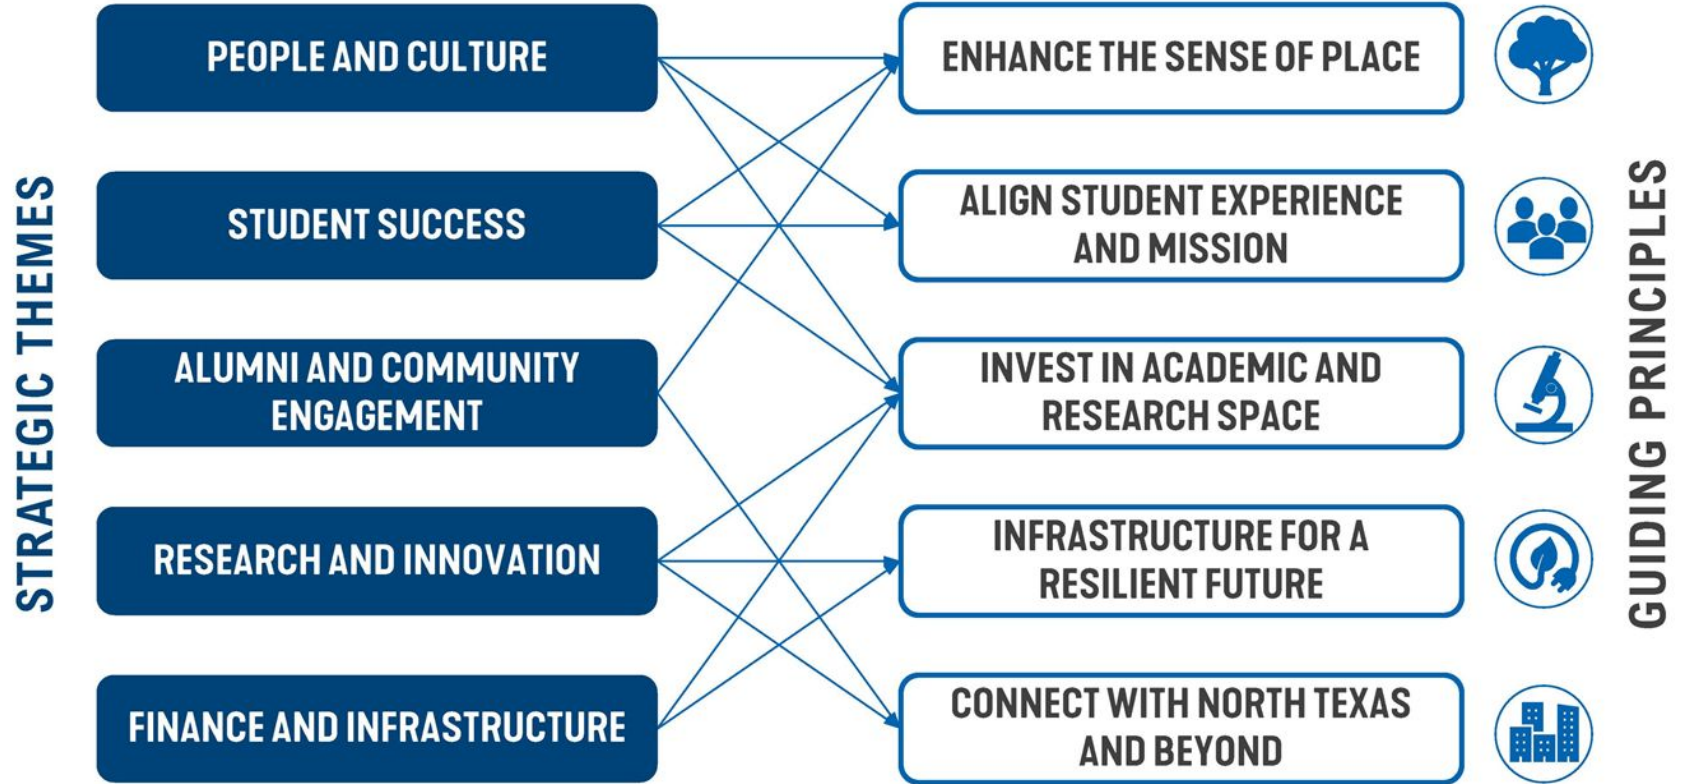 STRATEGIC THEMES
PEOPLE AND CULTURE
STUDENT SUCCESS
ALUMNI AND COMMUNITY
ENGAGEMENT
RESEARCH AND INNOVATION
FINANCE AND INFRASTRUCTURE
ENHANCE THE SENSE OF PLACE
ALIGN STUDENT EXPERIENCE
AND MISSION
INVEST IN ACADEMIC AND
RESEARCH SPACE
INFRASTRUCTURE FOR A
RESILIENT FUTURE
CONNECT WITH NORTH TEXAS
AND BEYOND
GUIDING PRINCIPLES